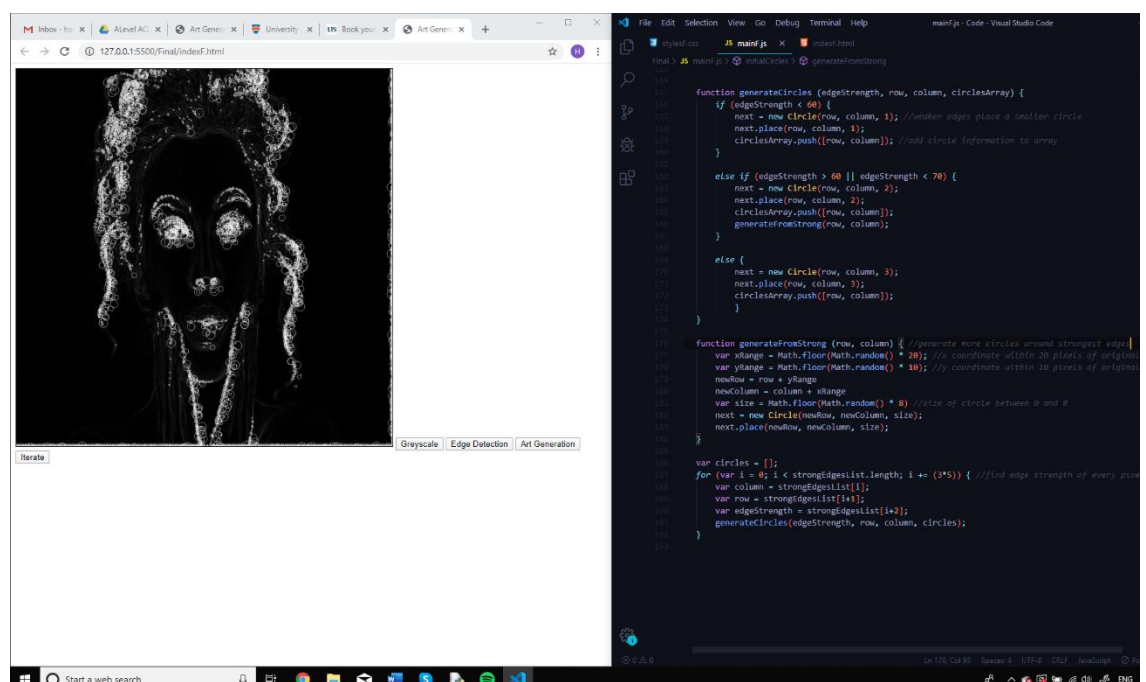 Inbox - ho
ALevel AC
Art Genera
University
Book your
Art Genera
127.0.0.1:5500/Final/indexF.html
H
Greyscale
Edge Detection
Art Generation
Iterate
Start a web search
File Edit Selection View Go Debug Terminal Help
mainF.js - Code - Visual Studio Code
stylesF.css
JS mainF.js
indexF.html
Final > JS mainF.js > initialCircles > generateFromStrong
function generateCircles (edgeStrength, row, column, circlesArray) {
if (edgeStrength < 60) {
next = new Circle(row, column, 1); //weaker edges place a smaller circle
next.place(row, column, 1);
circlesArray.push([row, column]); //add circle information to array
}
else if (edgeStrength > 60 || edgeStrength < 70) {
next = new Circle(row, column, 2);
next.place(row, column, 2);
circlesArray.push([row, column]);
generateFromStrong(row, column);
}
else {
next = new Circle(row, column, 3);
next.place(row, column, 3);
circlesArray.push([row, column]);
}
}
function generateFromStrong (row, column) { //generate more circles around strongest edges
var xRange = Math.floor(Math.random() * 20); //x coordinate within 20 pixels of original
var yRange = Math.floor(Math.random() * 10); //y coordinate within 10 pixels of original
newRow = row + yRange
newColumn = column + xRange
var size = Math.floor(Math.random() * 8) //size of circle between 0 and 8
next = new Circle(newRow, newColumn, size);
next.place(newRow, newColumn, size);
}
var circles = [];
for (var i = 0; i < strongEdgesList.length; i += (3*5)) { //find edge strength of every pixe
var column = strongEdgesList[i];
var row = strongEdgesList[i+1];
var edgeStrength = strongEdgesList[i+2];
generateCircles(edgeStrength, row, column, circles);
}
Ln 176, Col 95 Spaces: 4 UTF-8 CRLF JavaScript
ENG